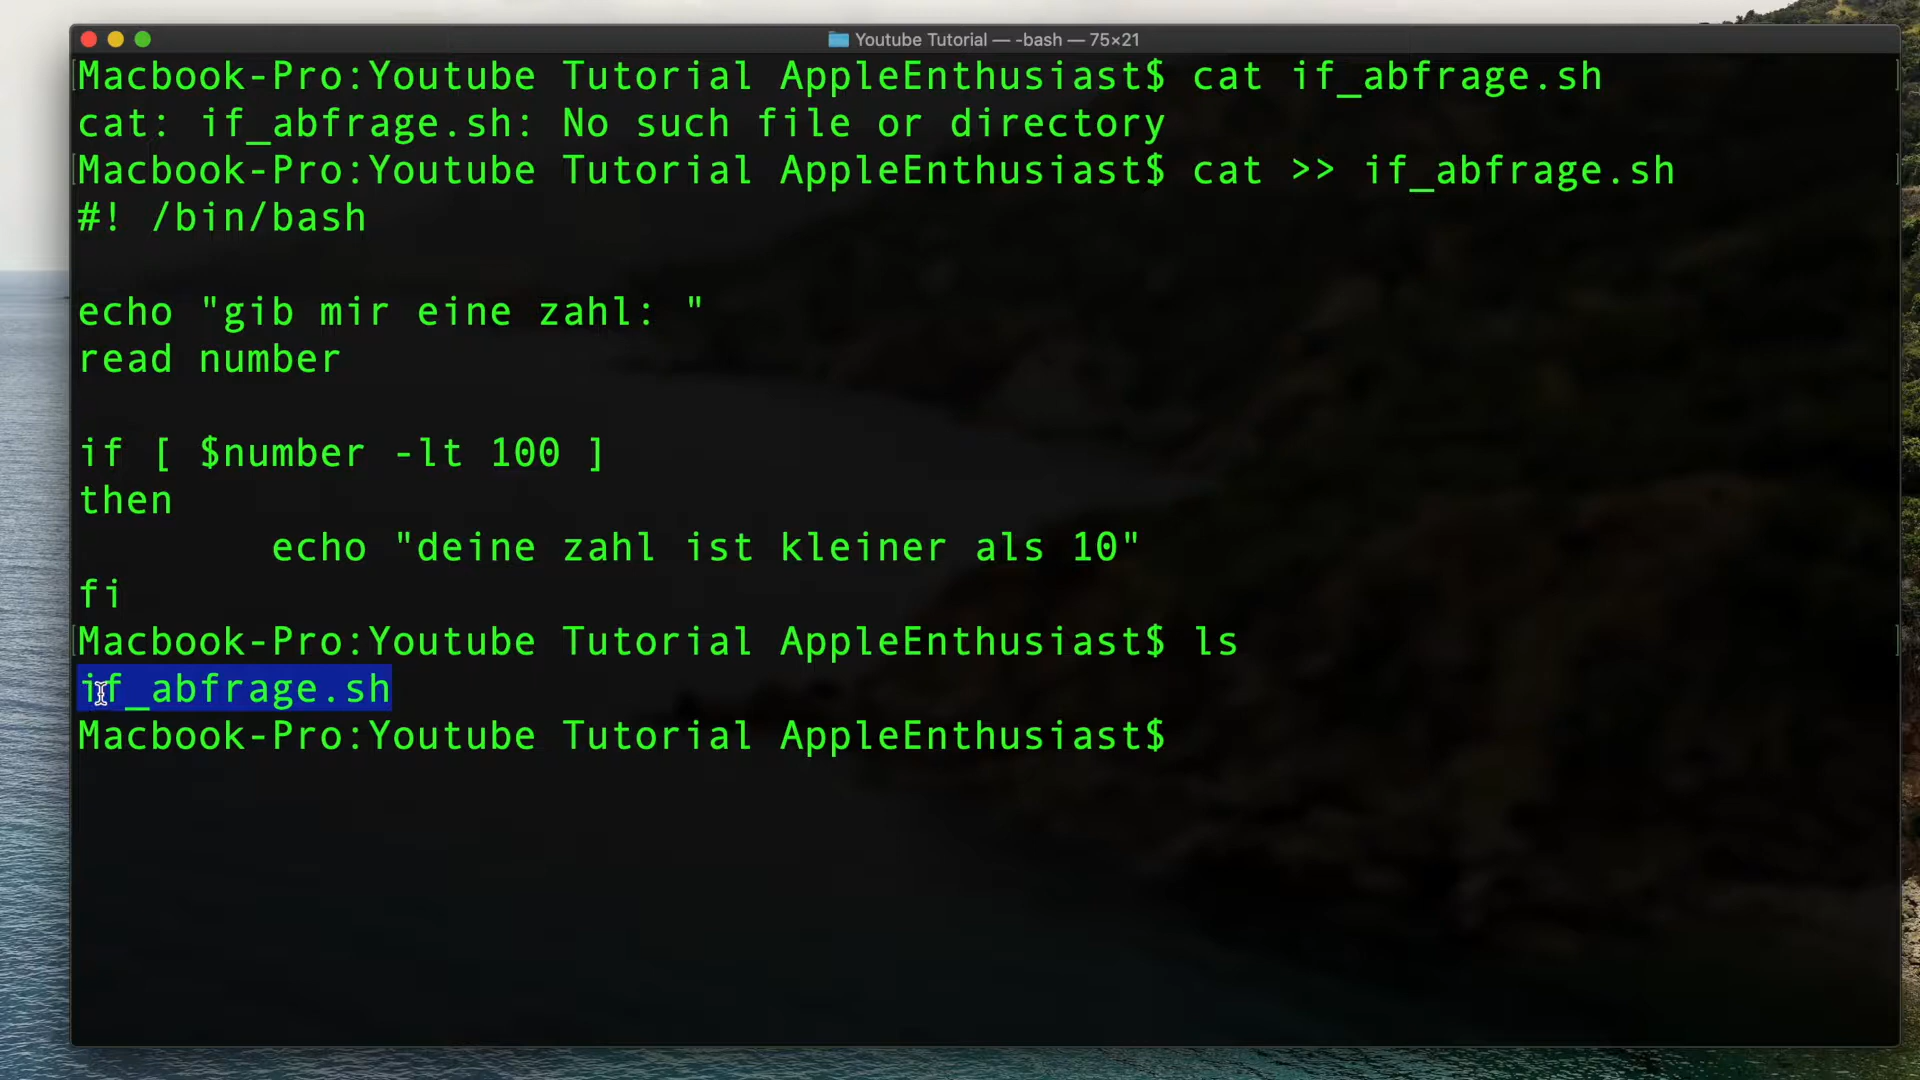 Youtube Tutorial — -bash — 75×21
Macbook-Pro:Youtube Tutorial AppleEnthusiast$ cat if_abfrage.sh
cat: if_abfrage.sh: No such file or directory
Macbook-Pro:Youtube Tutorial AppleEnthusiast$ cat >> if_abfrage.sh
#! /bin/bash
echo "gib mir eine zahl: "
read number
if [ $number -lt 100 ]
then
echo "deine zahl ist kleiner als 10"
fi
Macbook-Pro:Youtube Tutorial AppleEnthusiast$ ls
if_abfrage.sh
Macbook-Pro:Youtube Tutorial AppleEnthusiast$